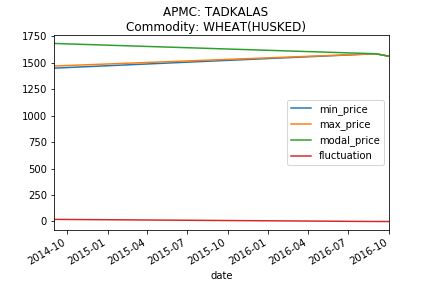 APMC: TADKALAS
Commodity: WHEAT(HUSKED)
1750
1500
1250
1000
750
500
250
0
min_price
max_price
modal_price
fluctuation
2014-10
2015-01
2015-04
2015-07
2015-10
2016-01
2016-04
2016-07
2016-10
date